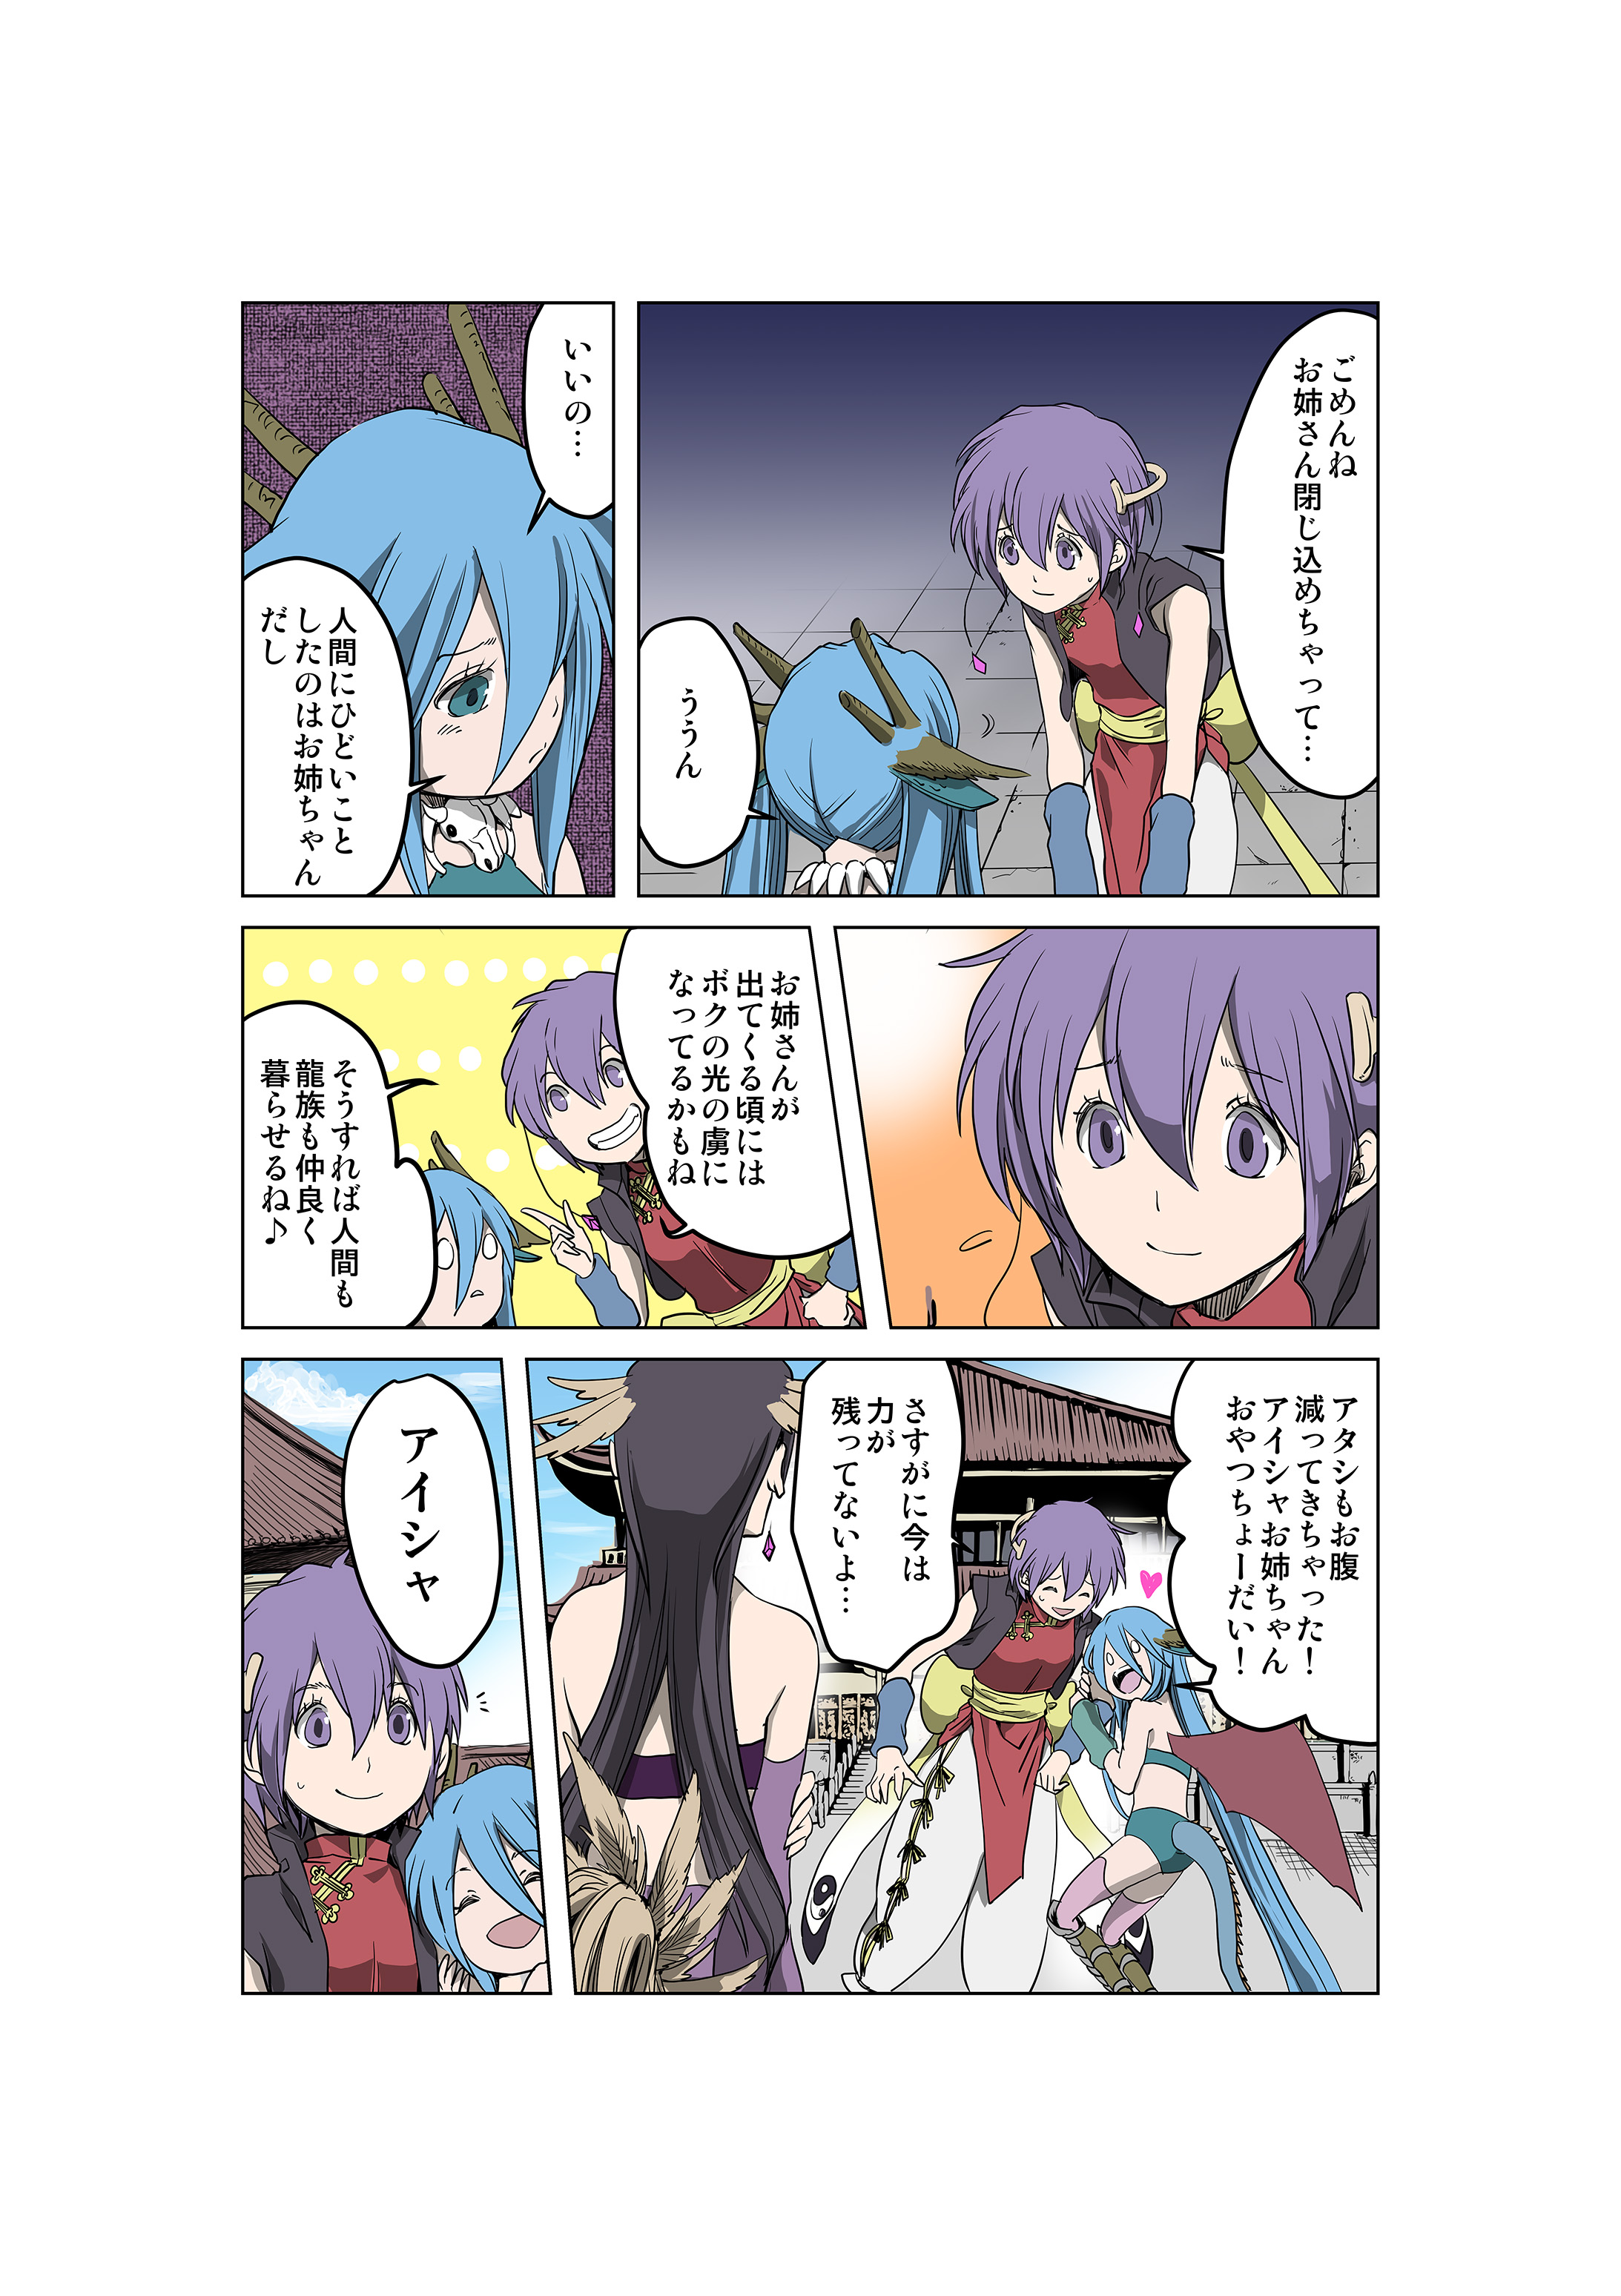 ごめんね
お姉さん閉じ込めちゃって…
ううん
いいの…
人間にひどいこと
したのはお姉ちゃん
だし
お姉さんが
出てくる頃には
ボクの光の虜に
なってるかもね
そうすれば人間も
龍族も仲良く
暮らせるね♪
アタシもお腹
減ってきちゃった！
アイシャお姉ちゃん
おやつちょーだい！
さすがに今は
力が
残ってないよ…
アイシャ